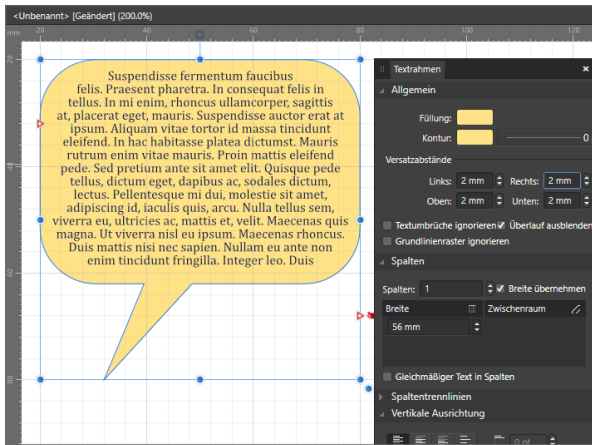 <Unbenannt> [Geändert] (200.0%)
mm
20 40 60 80 100 120
20
40
60
80
Suspendisse fermentum faucibus
felis. Praesent pharetra. In consequat felis in
tellus. In mi enim, rhoncus ullamcorper, sagittis
at, placerat eget, mauris. Suspendisse auctor erat at
ipsum. Aliquam vitae tortor id massa tincidunt
eleifend. In hac habitasse platea dictumst. Mauris
rutrum enim vitae mauris. Proin mattis eleifend
pede. Sed pretium ante sit amet elit. Quisque pede
tellus, dictum eget, dapibus ac, sodales dictum,
lectus. Pellentesque mi dui, molestie sit amet,
adipiscing id, iaculis quis, arcu. Nulla tellus sem,
viverra eu, ultricies ac, mattis et, velit. Maecenas quis
magna. Ut viverra nisl eu ipsum. Maecenas rhoncus.
Duis mattis nisi nec sapien. Nullam eu ante non
enim tincidunt fringilla. Integer leo. Duis
Textrahmen
Allgemein
Füllung:
Kontur: 0
Versatzabstände
Links: 2 mm Rechts: 2 mm
Oben: 2 mm Unten: 2 mm
Textumbrüche ignorieren Überlauf ausblenden
Grundlinienraster ignorieren
Spalten
Spalten: 1 Breite übernehmen
Breite Zwischenraum
56 mm
Gleichmäßiger Text in Spalten
Spaltentrennlinien
Vertikale Ausrichtung
0 pt